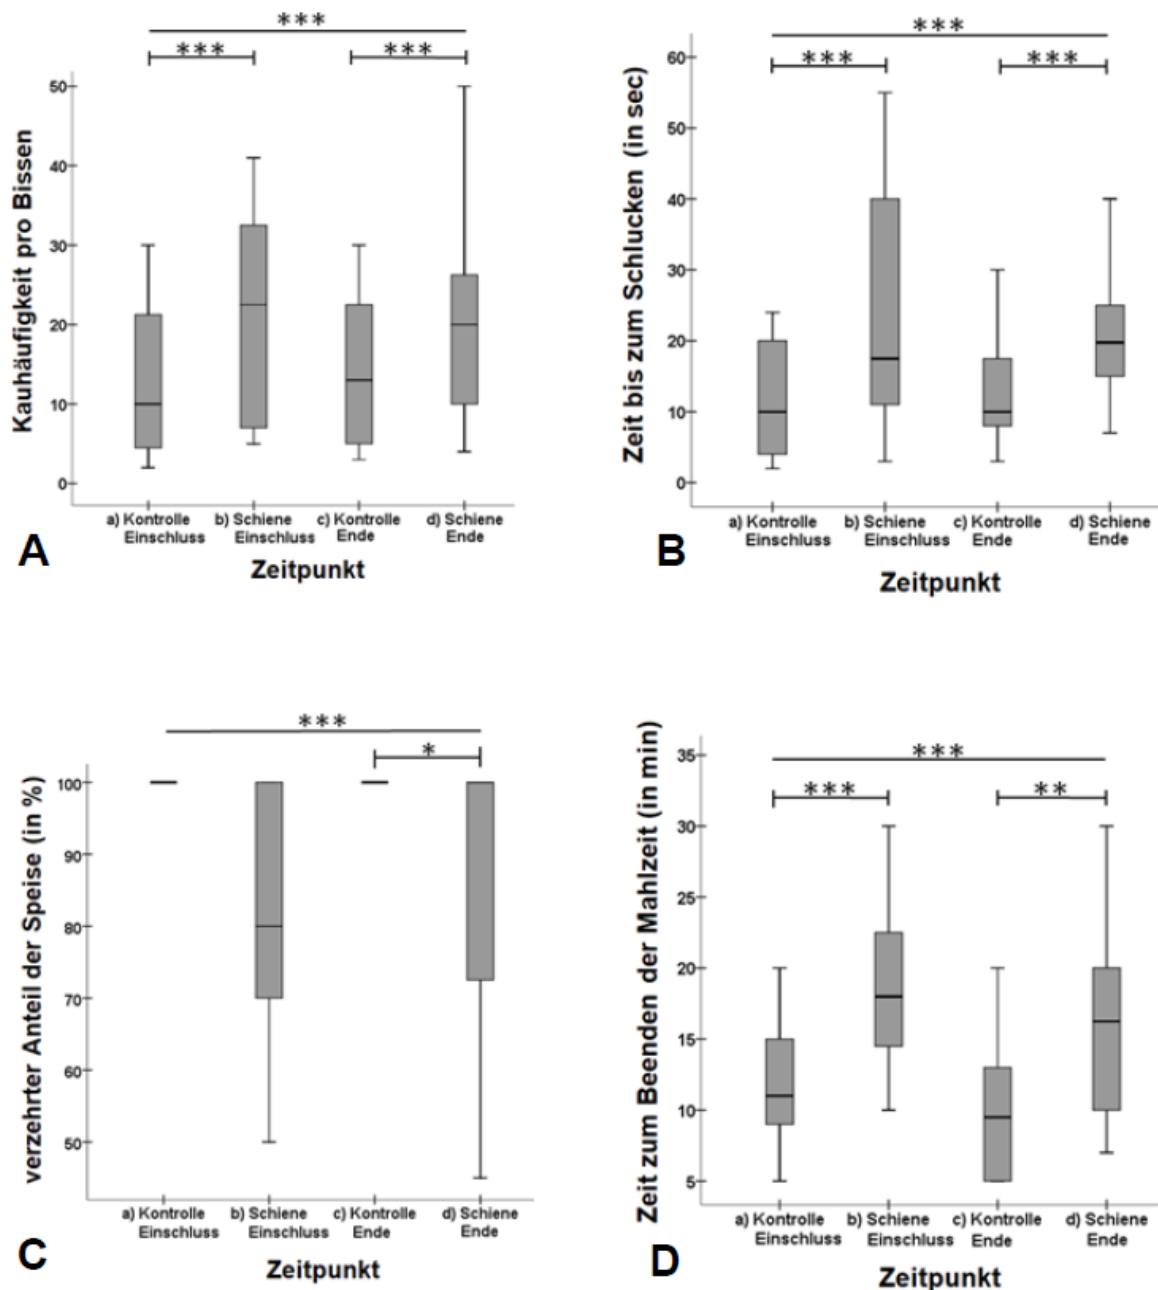 ***
*** ***
Kauhäufigkeit pro Bissen
50
40
30
20
10
0
a) Kontrolle Einschluss
b) Schiene Einschluss
c) Kontrolle Ende
d) Schiene Ende
A
Zeitpunkt
***
*** ***
Zeit bis zum Schlucken (in sec)
60
50
40
30
20
10
0
a) Kontrolle Einschluss
b) Schiene Einschluss
c) Kontrolle Ende
d) Schiene Ende
B
Zeitpunkt
***
*
verzehrter Anteil der Speise (in %)
100
90
80
70
60
50
a) Kontrolle Einschluss
b) Schiene Einschluss
c) Kontrolle Ende
d) Schiene Ende
C
Zeitpunkt
***
*** **
Zeit zum Beenden der Mahlzeit (in min)
35
30
25
20
15
10
5
a) Kontrolle Einschluss
b) Schiene Einschluss
c) Kontrolle Ende
d) Schiene Ende
D
Zeitpunkt